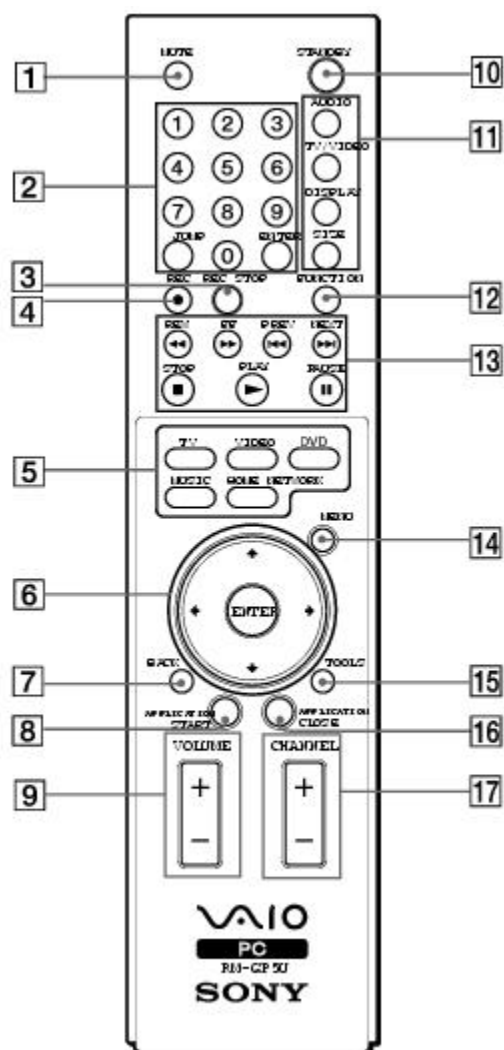 MUTE STANDBY
1 10
AUDIO
11
1 2 3
TV/VIDEO
4 5 6
2
DISPLAY
7 8 9
JUMP 0 ENTER SIZE
3
REC REC STOP FUNCTION
4 12
REV FF PREV NEXT
13
STOP PLAY PAUSE
TV VIDEO DVD
5
MUSIC HOME NETWORK
MEMO
14
6
ENTER
BACK TOOLS
7 15
APPLICATION START APPLICATION CLOSE
8 16
VOLUME CHANNEL
+ +
9 17
− −
VAIO
PC
RM-GP5U
SONY